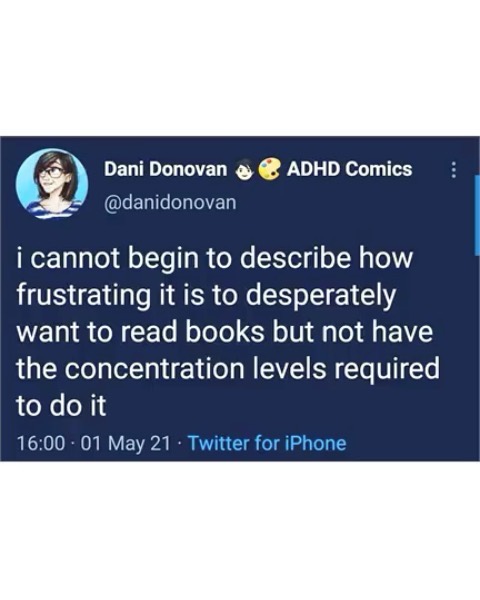 Dani Donovan 👩🏻‍🎨 ADHD Comics
@danidonovan
i cannot begin to describe how
frustrating it is to desperately
want to read books but not have
the concentration levels required
to do it
16:00 · 01 May 21 · Twitter for iPhone